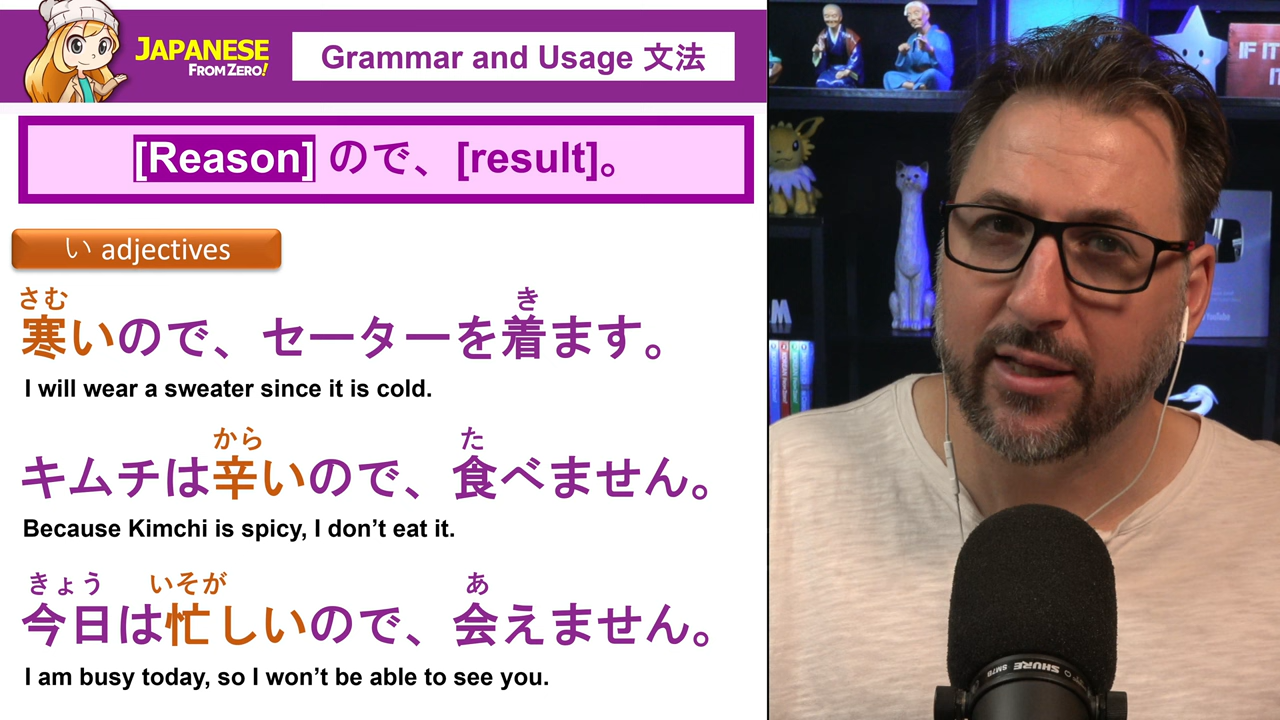 JAPANESE
FROM ZERO!
Grammar and Usage 文法
[Reason] ので、[result]。
い adjectives
さむ き
寒いので、セーターを着ます。
I will wear a sweater since it is cold.
から た
キムチは辛いので、食べません。
Because Kimchi is spicy, I don't eat it.
きょう いそが あ
今日は忙しいので、会えません。
I am busy today, so I won't be able to see you.
IF IT
YouTube
SHURE SM7B